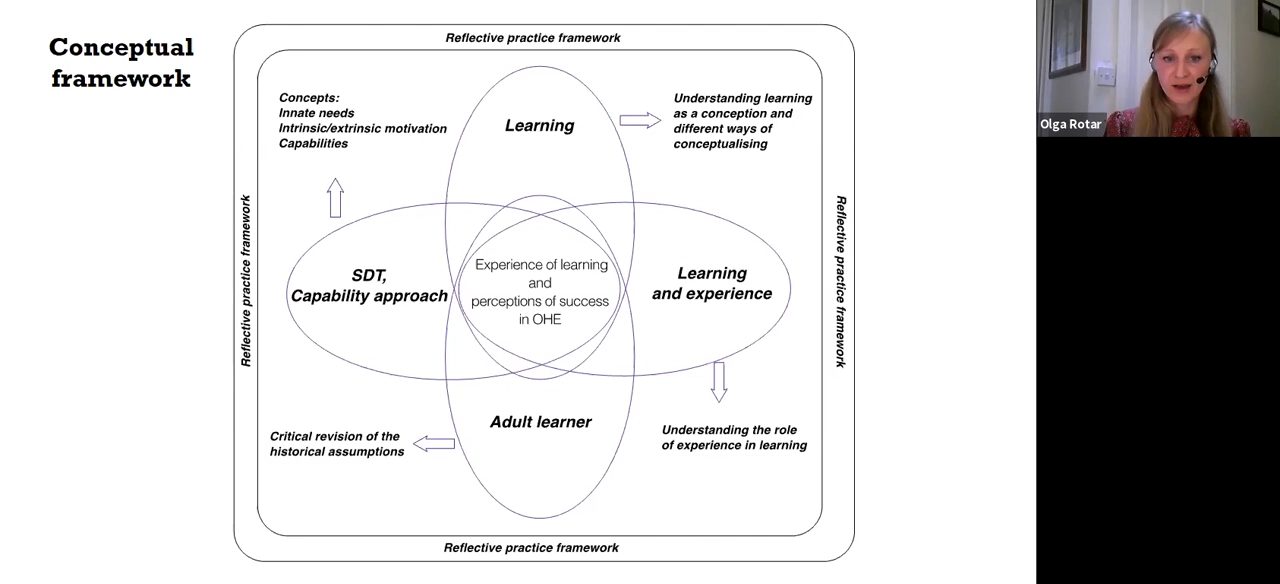 Conceptual
framework
Reflective practice framework
Concepts:
Innate needs
Intrinsic/extrinsic motivation
Capabilities
Learning
Understanding learning
as a conception and
different ways of
conceptualising
Reflective practice framework
SDT,
Capability approach
Experience of learning
and
perceptions of success
in OHE
Learning
and experience
Reflective practice framework
Adult learner
Critical revision of the
historical assumptions
Understanding the role
of experience in learning
Reflective practice framework
Olga Rotar